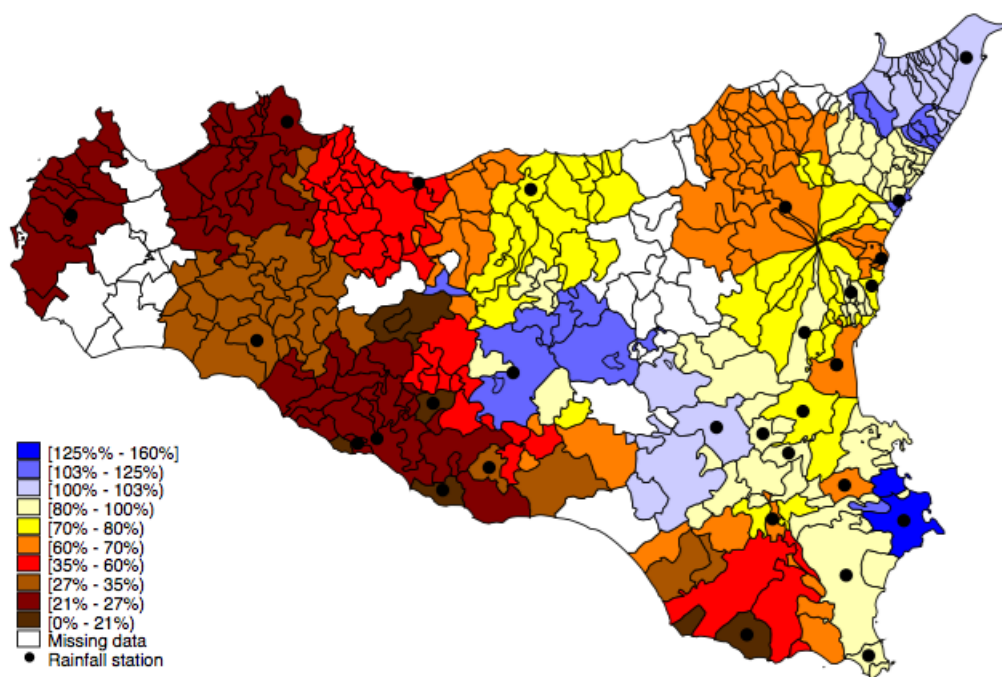 [125%% - 160%]
[103% - 125%)
[100% - 103%)
[80% - 100%)
[70% - 80%)
[60% - 70%)
[35% - 60%)
[27% - 35%)
[21% - 27%)
[0% - 21%)
Missing data
Rainfall station